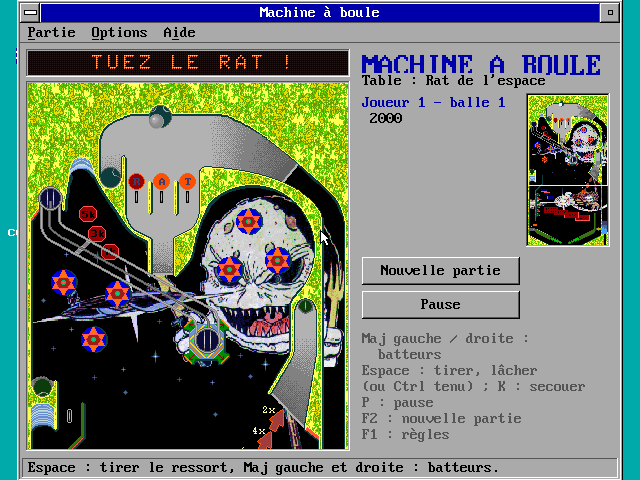 Machine à boule
Partie Options Aide
TUEZ LE RAT !
MACHINE A BOULE
Table : Rat de l'espace
Joueur 1 - balle 1
2000
R A T
5k
3k
Nouvelle partie
Pause
Maj gauche / droite :
batteurs
Espace : tirer, lâcher
(ou Ctrl tenu) ; K : secouer
P : pause
F2 : nouvelle partie
F1 : règles
2x
4x
Espace : tirer le ressort, Maj gauche et droite : batteurs.